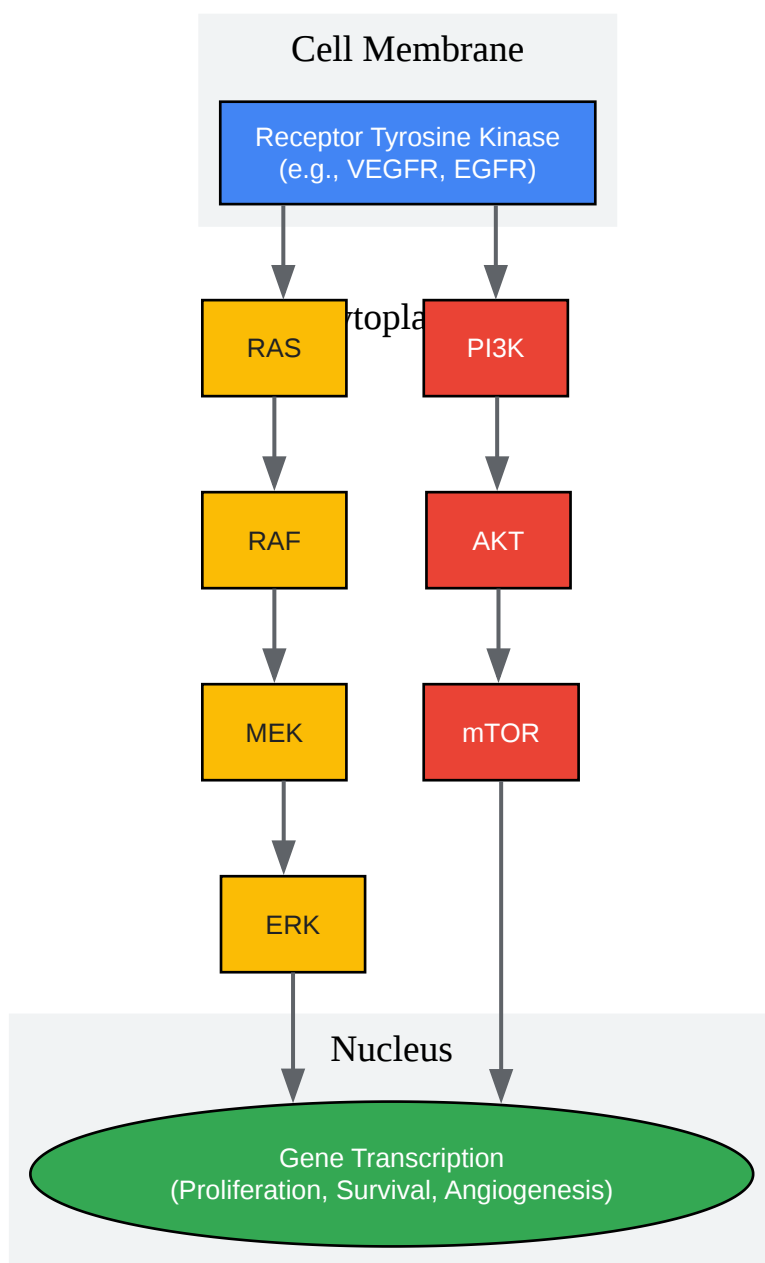 Cell Membrane
Receptor Tyrosine Kinase
(e.g., VEGFR, EGFR)
RAS
PI3K
RAF
AKT
MEK
mTOR
ERK
Nucleus
Gene Transcription
(Proliferation, Survival, Angiogenesis)